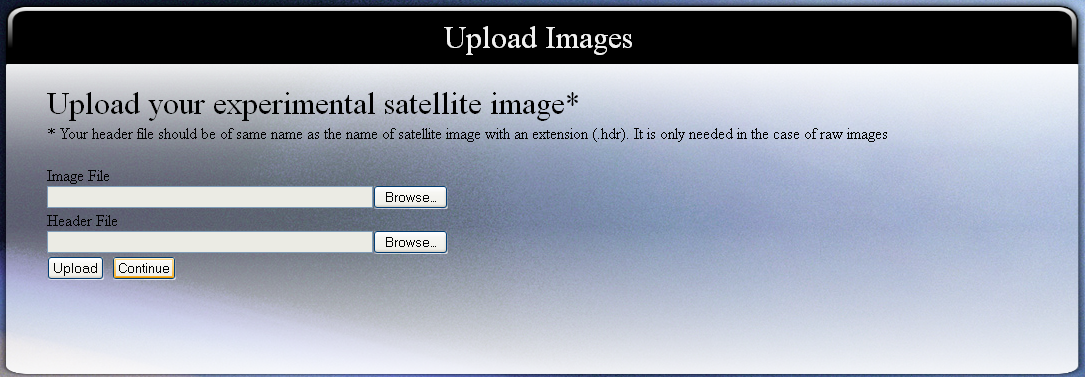 Upload Images
Upload your experimental satellite image*
* Your header file should be of same name as the name of satellite image with an extension (.hdr). It is only needed in the case of raw images
Image File
Browse...
Header File
Browse...
Upload Continue